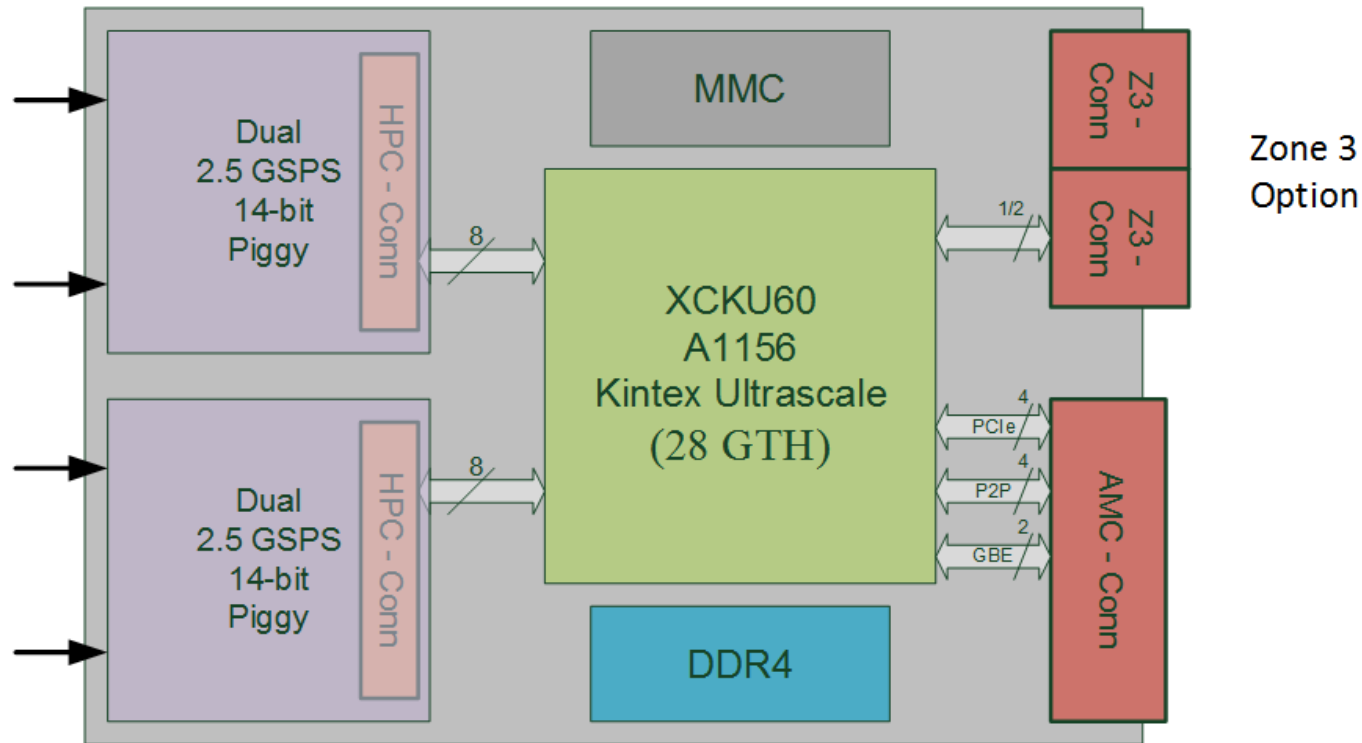 Dual
2.5 GSPS
14-bit
Piggy
HPC - Conn
8
MMC
XCKU60
A1156
Kintex Ultrascale
(28 GTH)
Z3 -
Conn
Z3 -
Conn
1/2
Zone 3
Option
Dual
2.5 GSPS
14-bit
Piggy
HPC - Conn
8
4
PCIe
4
P2P
2
GBE
AMC - Conn
DDR4